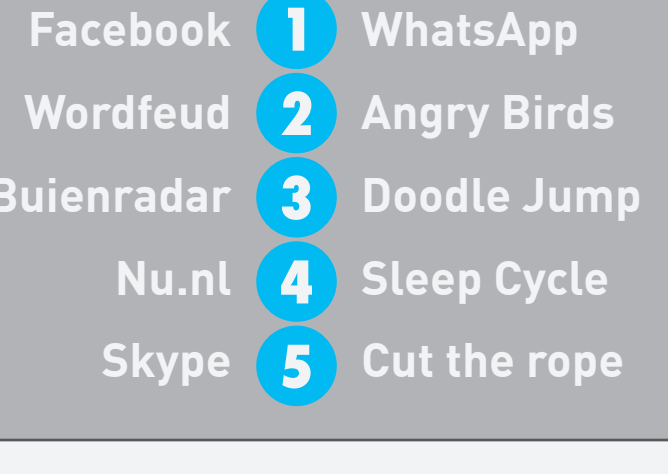 Facebook 1 WhatsApp
Wordfeud 2 Angry Birds
Buienradar 3 Doodle Jump
Nu.nl 4 Sleep Cycle
Skype 5 Cut the rope